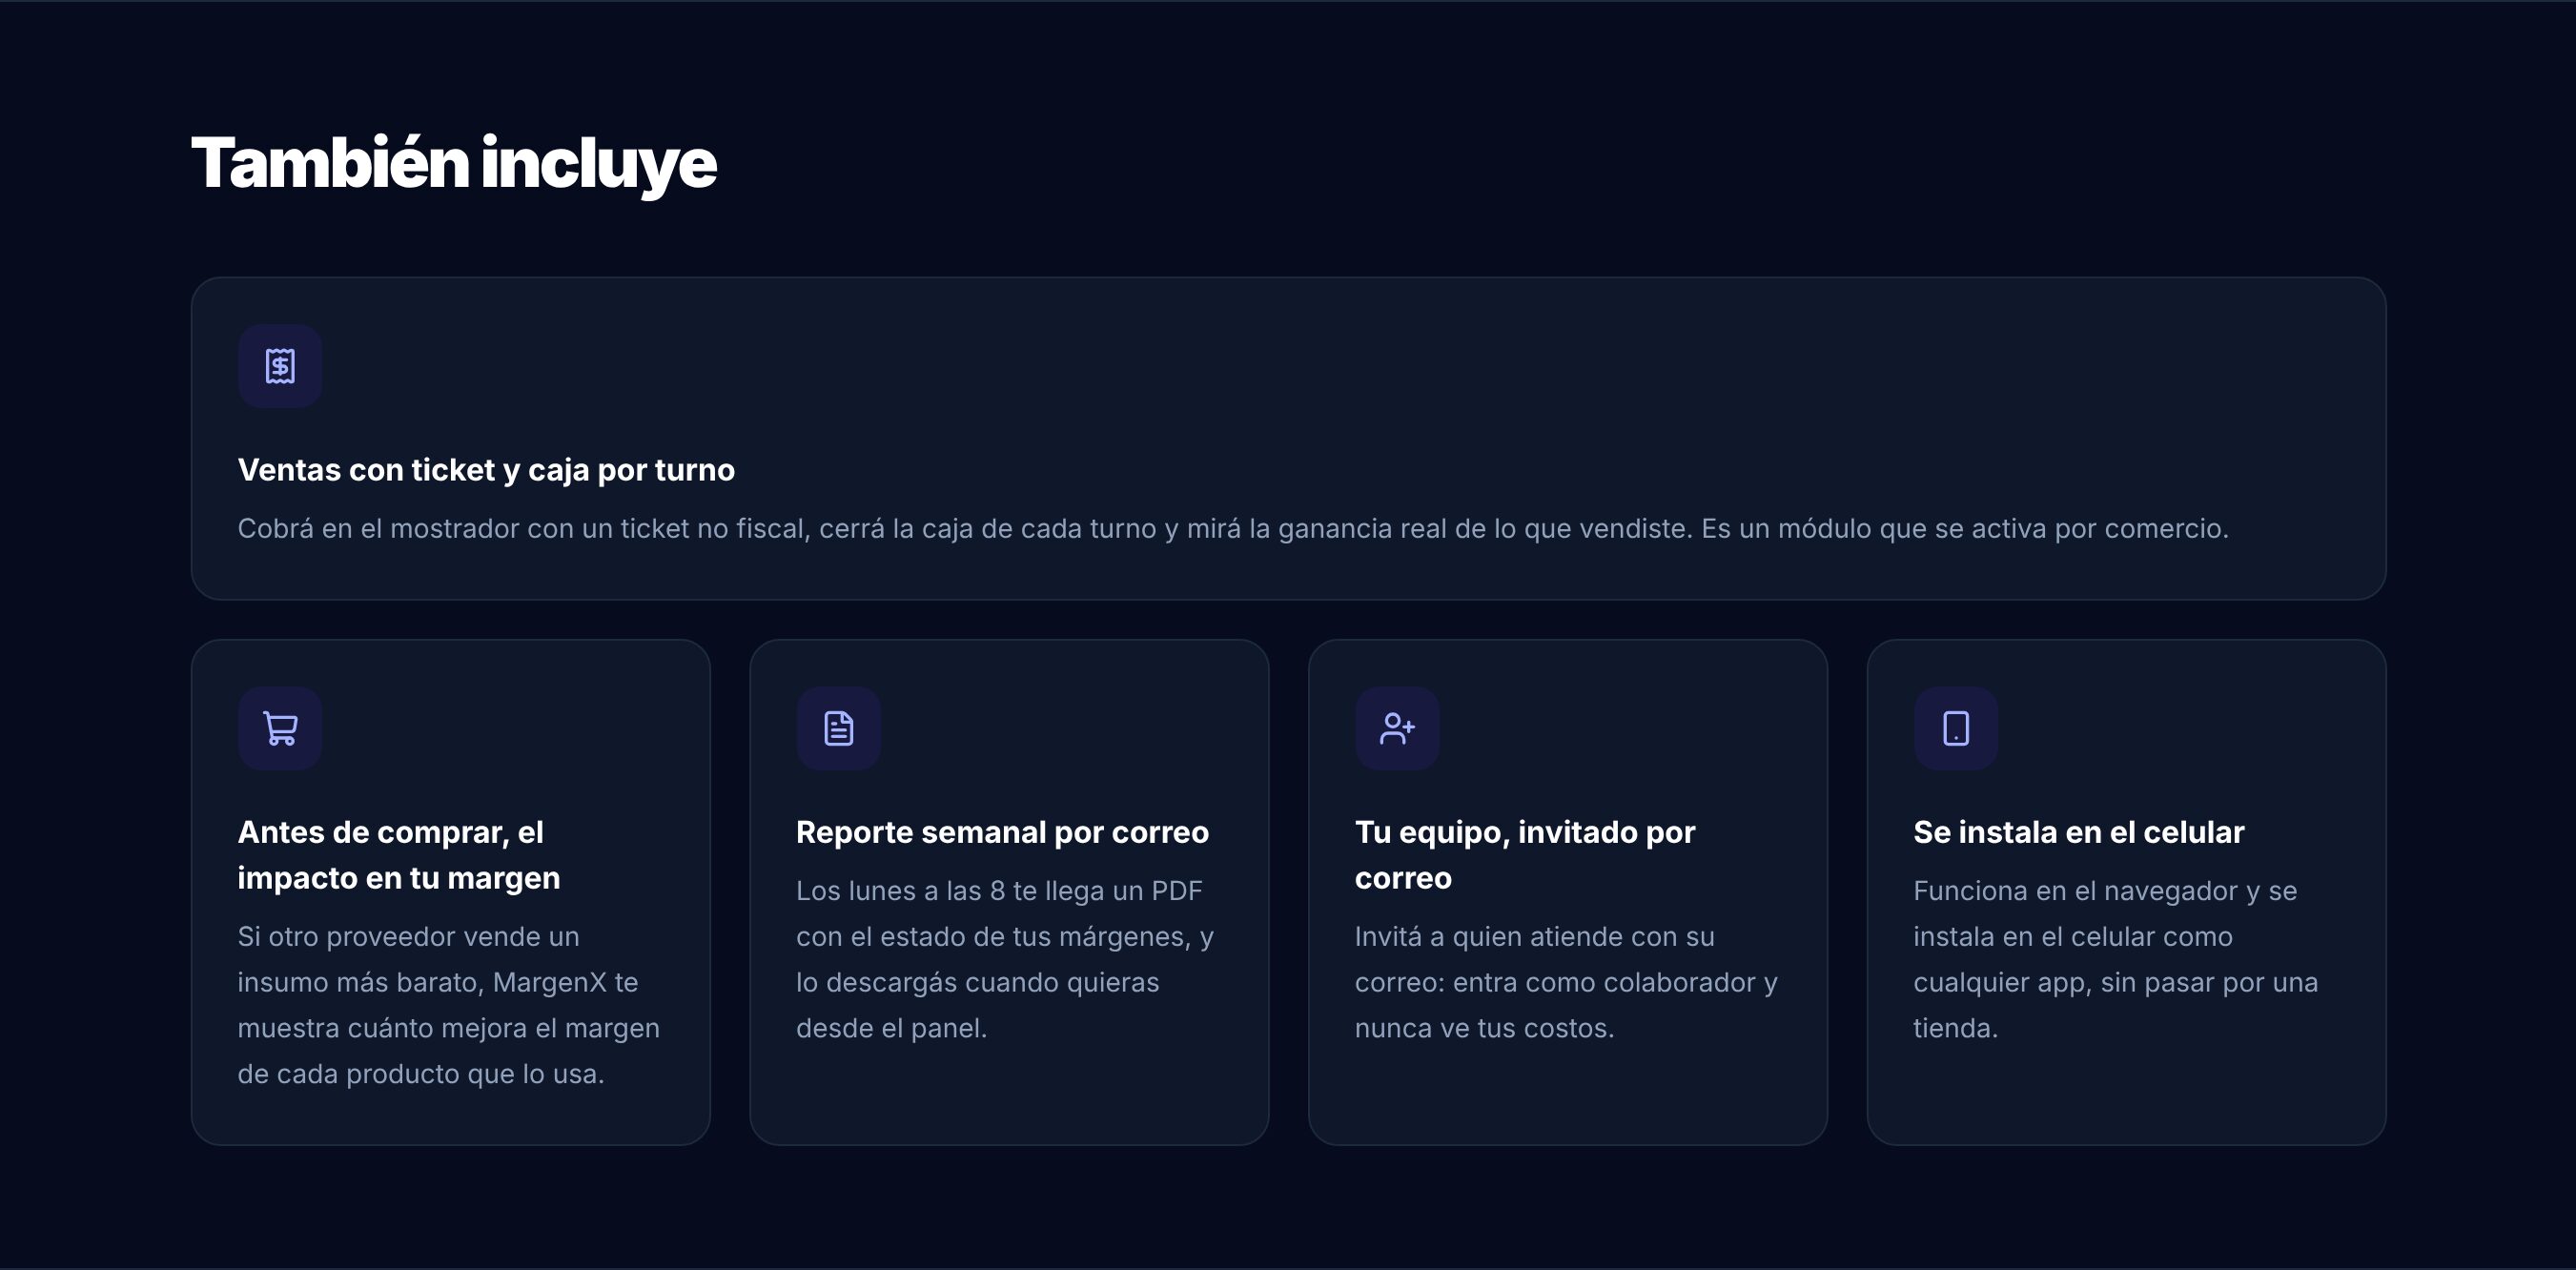 También incluye
Ventas con ticket y caja por turno
Cobrá en el mostrador con un ticket no fiscal, cerrá la caja de cada turno y mirá la ganancia real de lo que vendiste. Es un módulo que se activa por comercio.
Antes de comprar, el
impacto en tu margen
Si otro proveedor vende un
insumo más barato, MargenX te
muestra cuánto mejora el margen
de cada producto que lo usa.
Reporte semanal por correo
Los lunes a las 8 te llega un PDF
con el estado de tus márgenes, y
lo descargás cuando quieras
desde el panel.
Tu equipo, invitado por
correo
Invitá a quien atiende con su
correo: entra como colaborador y
nunca ve tus costos.
Se instala en el celular
Funciona en el navegador y se
instala en el celular como
cualquier app, sin pasar por una
tienda.